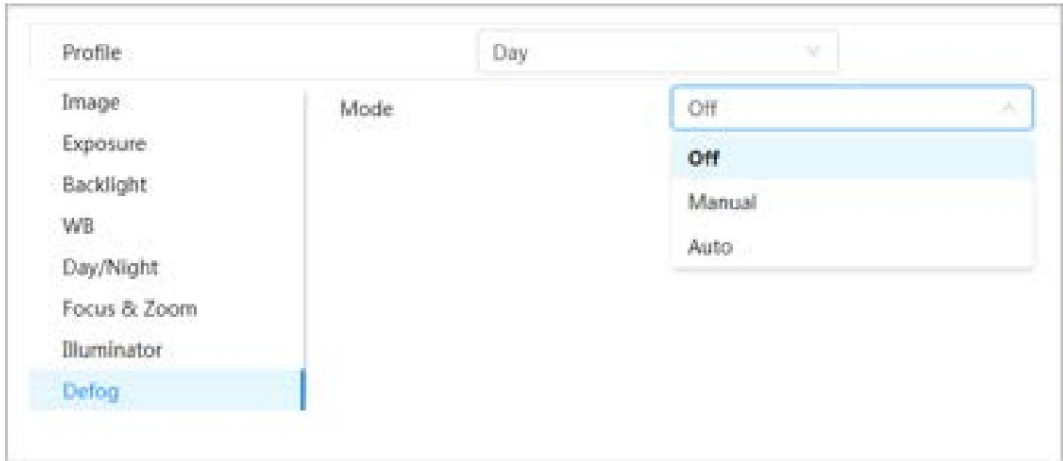 Profile Day
Image Mode Off
Exposure
Off
Backlight
Manual
WB
Auto
Day/Night
Focus & Zoom
Illuminator
Defog